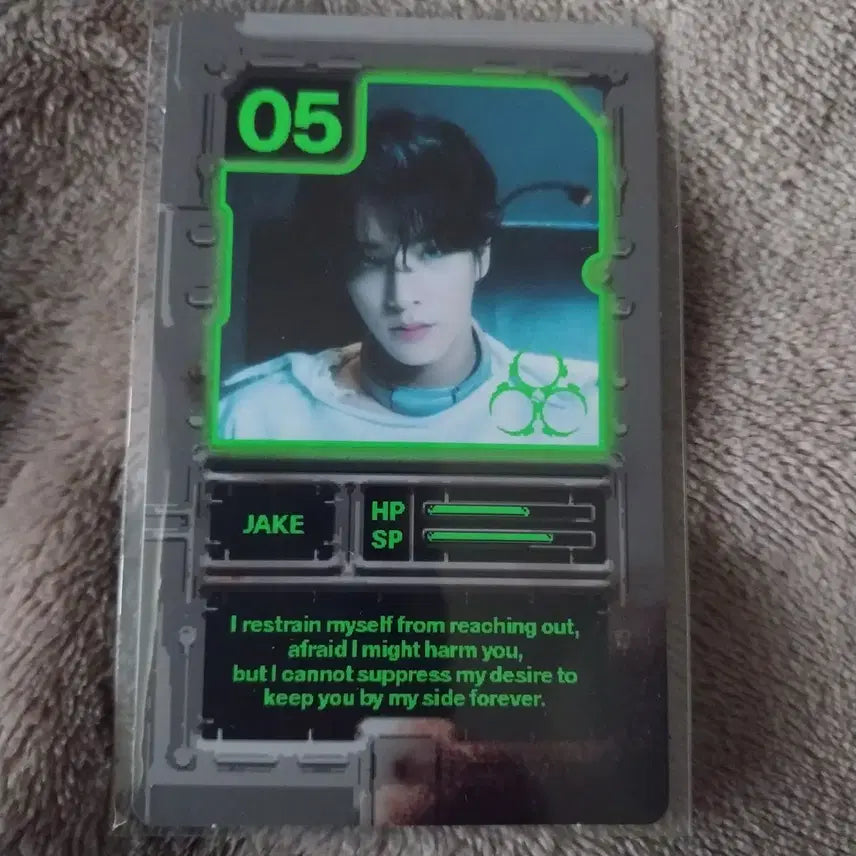 05
JAKE
HP
SP
I restrain myself from reaching out,
afraid I might harm you,
but I cannot suppress my desire to
keep you by my side forever.